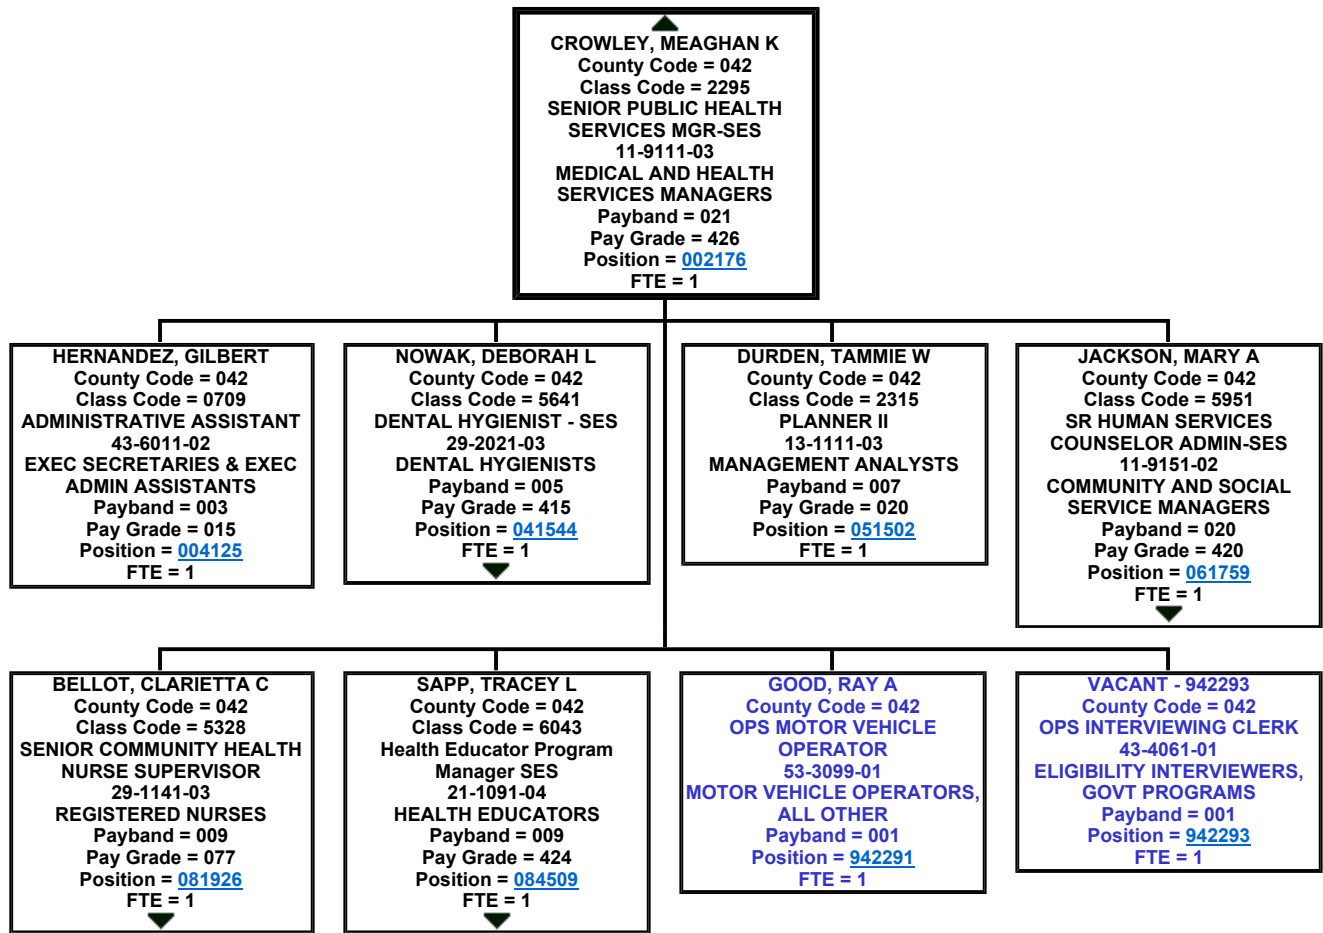 CROWLEY, MEAGHAN K
County Code = 042
Class Code = 2295
SENIOR PUBLIC HEALTH
SERVICES MGR-SES
11-9111-03
MEDICAL AND HEALTH
SERVICES MANAGERS
Payband = 021
Pay Grade = 426
Position = 002176
FTE = 1
HERNANDEZ, GILBERT
County Code = 042
Class Code = 0709
ADMINISTRATIVE ASSISTANT
43-6011-02
EXEC SECRETARIES & EXEC
ADMIN ASSISTANTS
Payband = 003
Pay Grade = 015
Position = 004125
FTE = 1
NOWAK, DEBORAH L
County Code = 042
Class Code = 5641
DENTAL HYGIENIST - SES
29-2021-03
DENTAL HYGIENISTS
Payband = 005
Pay Grade = 415
Position = 041544
FTE = 1
DURDEN, TAMMIE W
County Code = 042
Class Code = 2315
PLANNER II
13-1111-03
MANAGEMENT ANALYSTS
Payband = 007
Pay Grade = 020
Position = 051502
FTE = 1
JACKSON, MARY A
County Code = 042
Class Code = 5951
SR HUMAN SERVICES
COUNSELOR ADMIN-SES
11-9151-02
COMMUNITY AND SOCIAL
SERVICE MANAGERS
Payband = 020
Pay Grade = 420
Position = 061759
FTE = 1
BELLOT, CLARIETTA C
County Code = 042
Class Code = 5328
SENIOR COMMUNITY HEALTH
NURSE SUPERVISOR
29-1141-03
REGISTERED NURSES
Payband = 009
Pay Grade = 077
Position = 081926
FTE = 1
SAPP, TRACEY L
County Code = 042
Class Code = 6043
Health Educator Program
Manager SES
21-1091-04
HEALTH EDUCATORS
Payband = 009
Pay Grade = 424
Position = 084509
FTE = 1
GOOD, RAY A
County Code = 042
OPS MOTOR VEHICLE
OPERATOR
53-3099-01
MOTOR VEHICLE OPERATORS,
ALL OTHER
Payband = 001
Position = 942291
FTE = 1
VACANT - 942293
County Code = 042
OPS INTERVIEWING CLERK
43-4061-01
ELIGIBILITY INTERVIEWERS,
GOVT PROGRAMS
Payband = 001
Position = 942293
FTE = 1